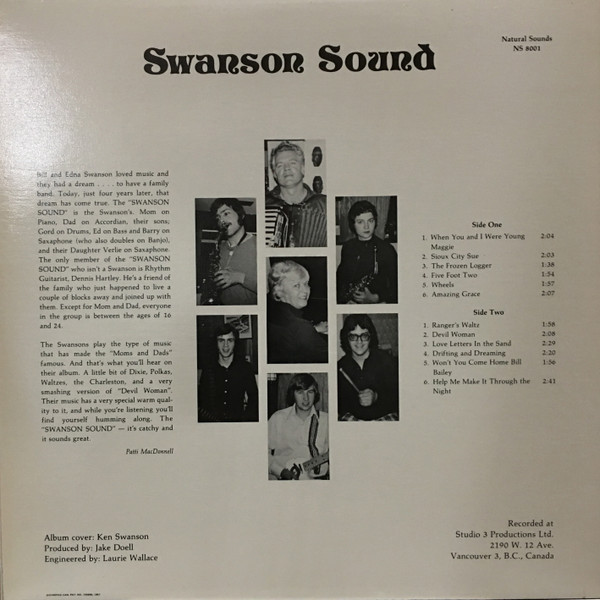 Natural Sounds
NS 8001
Swanson Sound
Bill and Edna Swanson loved music and
they had a dream . . . . to have a family
band. Today, just four years later, that
dream has come true. The "SWANSON
SOUND" is the Swanson's. Mom on
Piano, Dad on Accordian, their sons;
Gord on Drums, Ed on Bass and Barry on
Saxaphone (who also doubles on Banjo),
and their Daughter Verlie on Saxaphone.
The only member of the "SWANSON
SOUND" who isn't a Swanson is Rhythm
Guitarist, Dennis Hartley. He's a friend of
the family who just happened to live a
couple of blocks away and joined up with
them. Except for Mom and Dad, everyone
in the group is between the ages of 16
and 24.
The Swansons play the type of music
that has made the "Moms and Dads"
famous. And that's what you'll hear on
their album. A little bit of Dixie, Polkas,
Waltzes, the Charleston, and a very
smashing version of "Devil Woman".
Their music has a very special warm qual-
ity to it, and while you're listening you'll
find yourself humming along. The
"SWANSON SOUND" — it's catchy and
it sounds great.
Patti MacDonnell
Side One
1. When You and I Were Young 2:04
Maggie
2. Sioux City Sue 2:03
3. The Frozen Logger 1:38
4. Five Foot Two 1:54
5. Wheels 1:57
6. Amazing Grace 2:07
Side Two
1. Ranger's Waltz 1:58
2. Devil Woman 2:08
3. Love Letters In the Sand 2:29
4. Drifting and Dreaming 2:20
5. Won't You Come Home Bill 1:56
Bailey
6. Help Me Make It Through the 2:41
Night
Album cover: Ken Swanson
Produced by: Jake Doell
Engineered by: Laurie Wallace
Recorded at
Studio 3 Productions Ltd.
2190 W. 12 Ave.
Vancouver 3, B.C., Canada